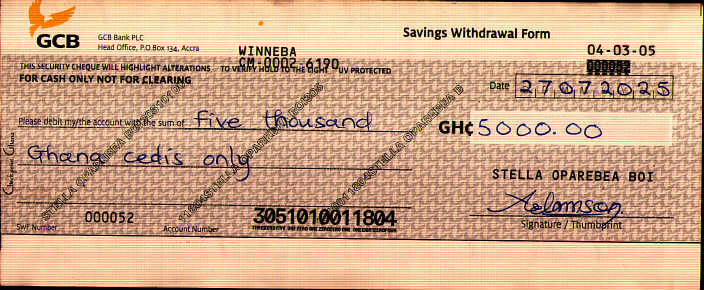 GCB
GCB Bank PLC
Head Office, P.O.Box 134, Accra
Savings Withdrawal Form
WINNEBA
CM-0002 6190
04-03-05
000052
THIS SECURITY CHEQUE WILL HIGHLIGHT ALTERATIONS TO VERIFY HOLD TO THE LIGHT UV PROTECTED
FOR CASH ONLY NOT FOR CLEARING
Date 27072025
Please debit my/the account with the sum of five thousand
GH¢ 5000.00
Ghana cedis only
STELLA OPAREBEA BOI
Signature / Thumbprint
SWF Number 000052
Account Number 3051010011804